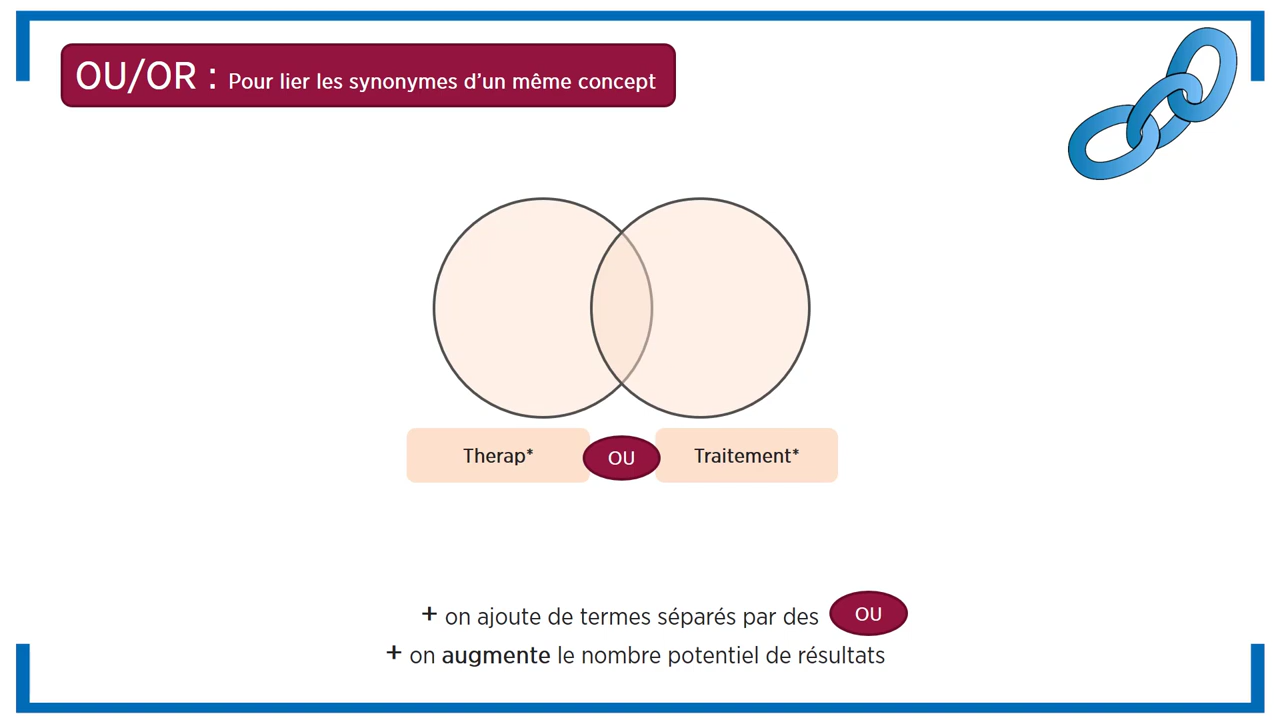 OU/OR : Pour lier les synonymes d’un même concept
Therap* OU Traitement*
+ on ajoute de termes séparés par des OU
+ on augmente le nombre potentiel de résultats